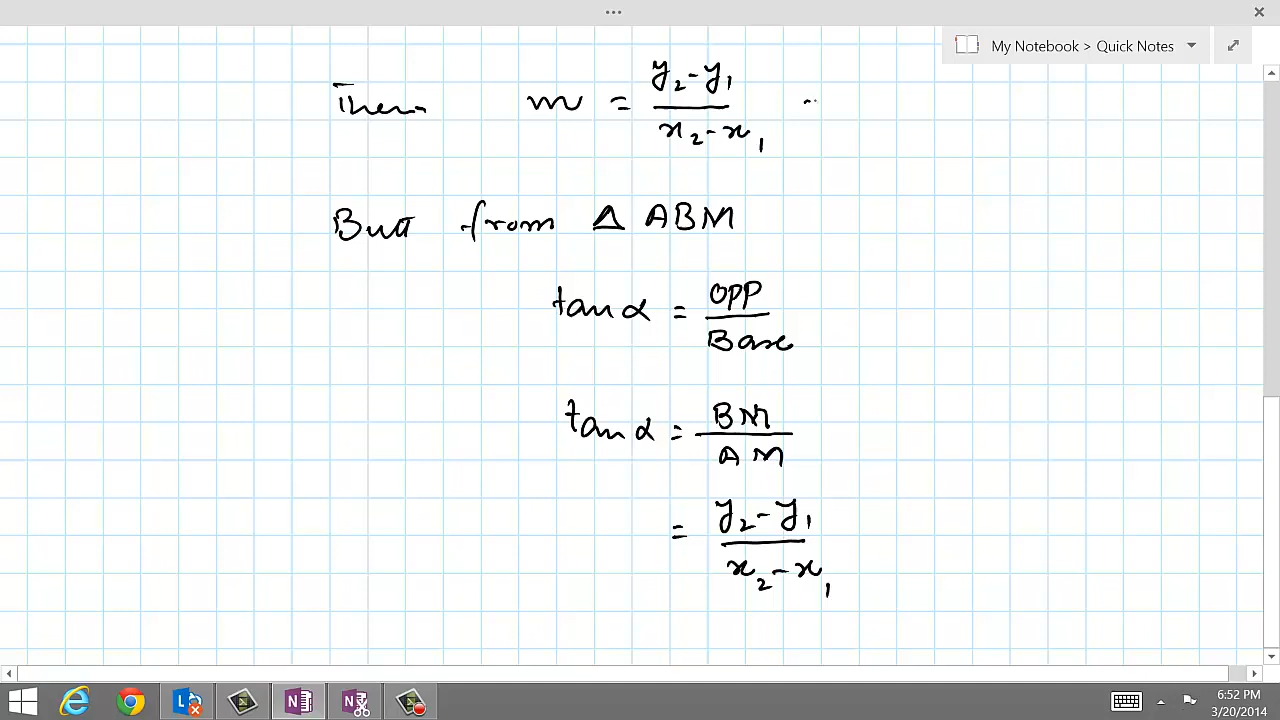 ...
My Notebook > Quick Notes
Then m = y₂-y₁ / x₂-x₁
But from Δ ABM
tan α = opp / Base
tan α = BM / AM
= y₂-y₁ / x₂-x₁
6:52 PM
3/20/2014